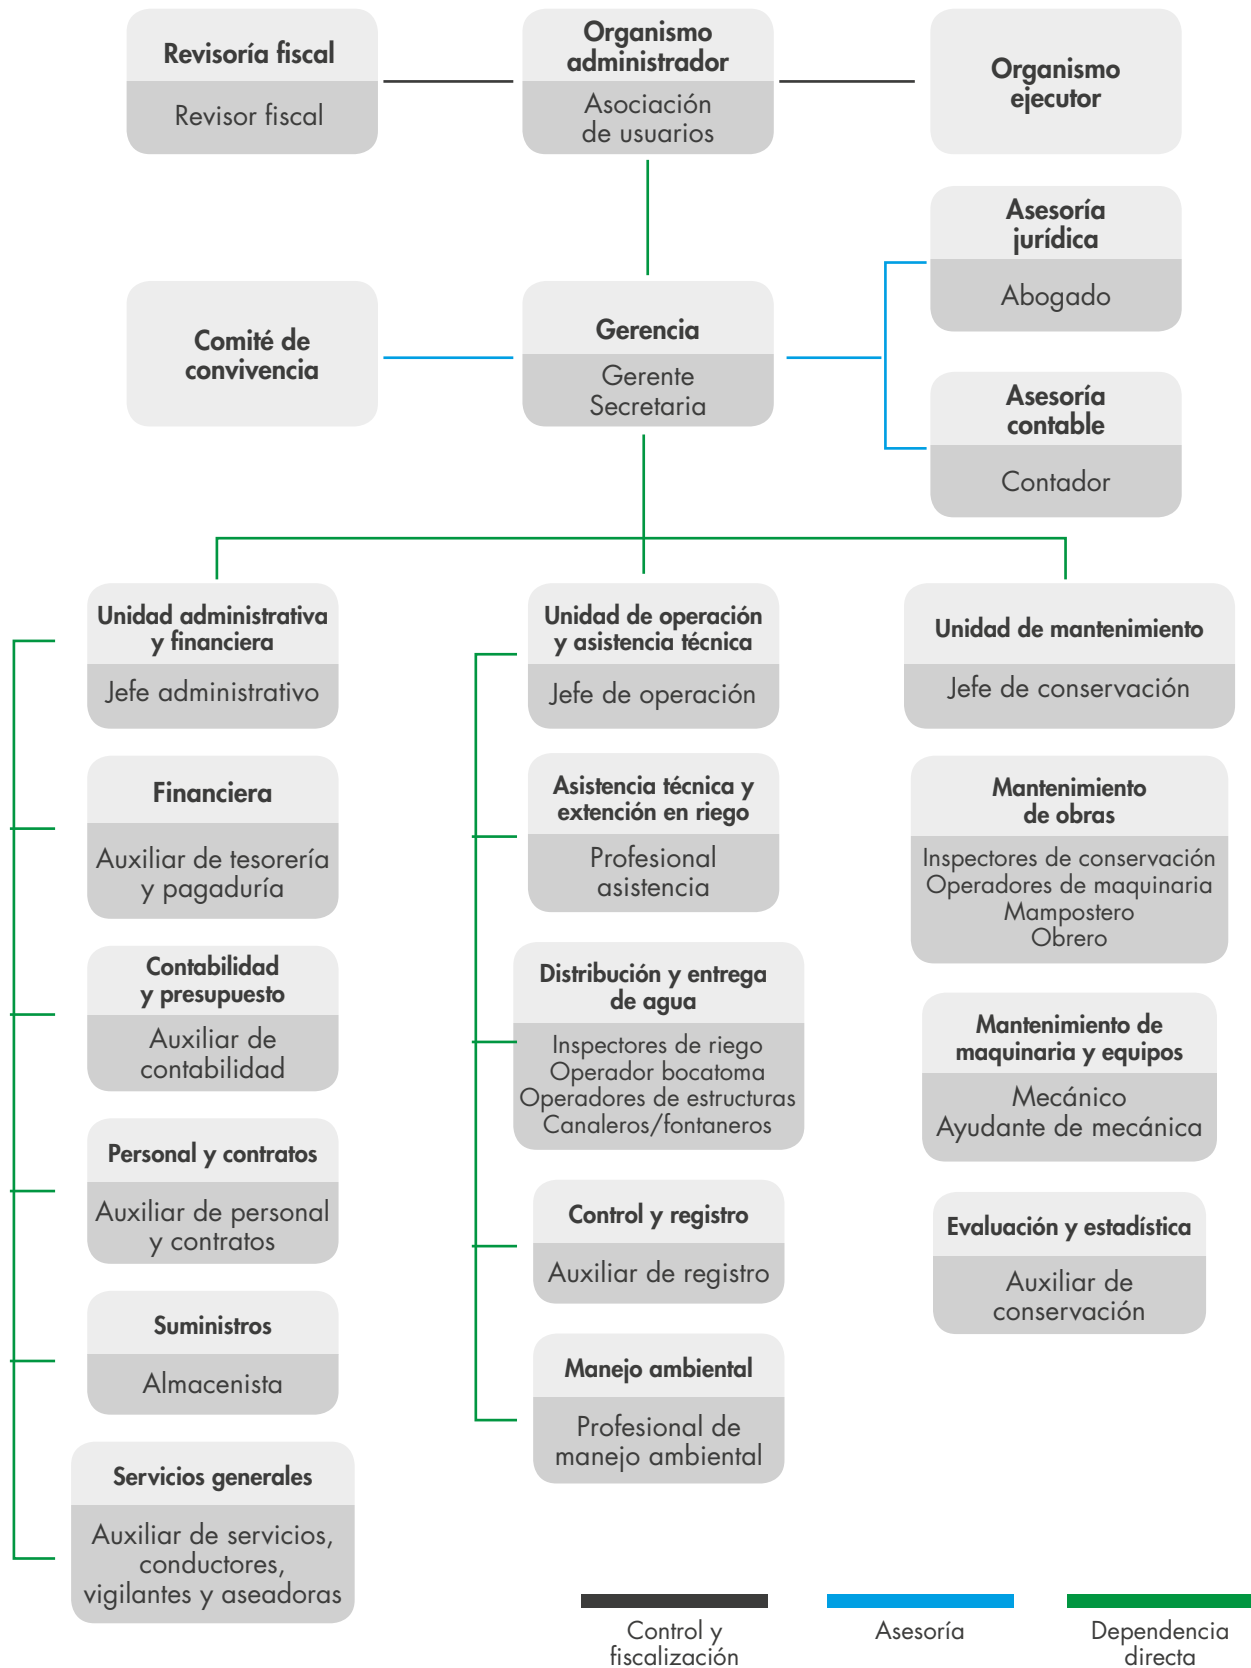 Revisoría fiscal
Revisor fiscal
Organismo
administrador
Asociación
de usuarios
Organismo
ejecutor
Asesoría
jurídica
Abogado
Comité de
convivencia
Gerencia
Gerente
Secretaria
Asesoría
contable
Contador
Unidad administrativa
y financiera
Jefe administrativo
Financiera
Auxiliar de tesorería
y pagaduría
Contabilidad
y presupuesto
Auxiliar de
contabilidad
Personal y contratos
Auxiliar de personal
y contratos
Suministros
Almacenista
Servicios generales
Auxiliar de servicios,
conductores,
vigilantes y aseadoras
Unidad de operación
y asistencia técnica
Jefe de operación
Asistencia técnica y
extención en riego
Profesional
asistencia
Distribución y entrega
de agua
Inspectores de riego
Operador bocatoma
Operadores de estructuras
Canaleros/fontaneros
Control y registro
Auxiliar de registro
Manejo ambiental
Profesional de
manejo ambiental
Unidad de mantenimiento
Jefe de conservación
Mantenimiento
de obras
Inspectores de conservación
Operadores de maquinaria
Mampostero
Obrero
Mantenimiento de
maquinaria y equipos
Mecánico
Ayudante de mecánica
Evaluación y estadística
Auxiliar de
conservación
Control y
fiscalización
Asesoría
Dependencia
directa